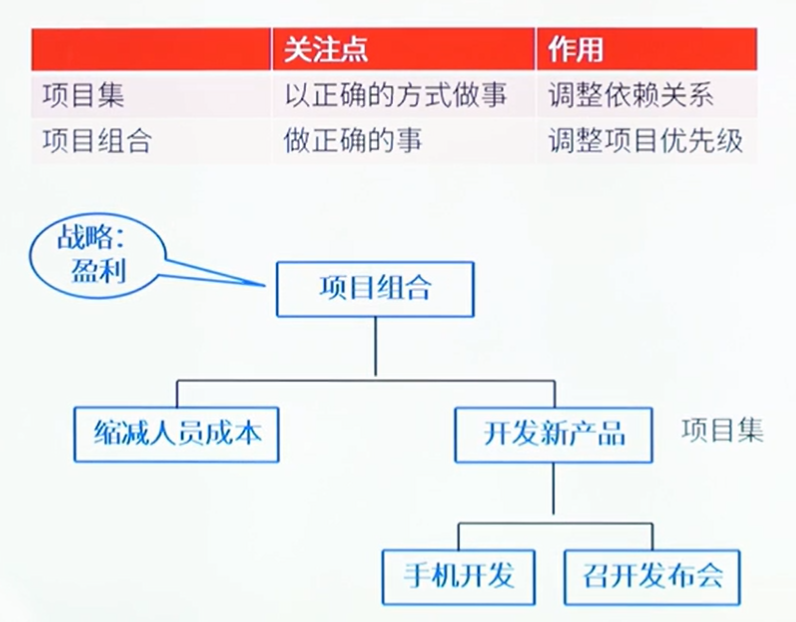 关注点 作用
项目集 以正确的方式做事 调整依赖关系
项目组合 做正确的事 调整项目优先级
战略：
盈利
项目组合
缩减人员成本 开发新产品 项目集
手机开发 召开发布会